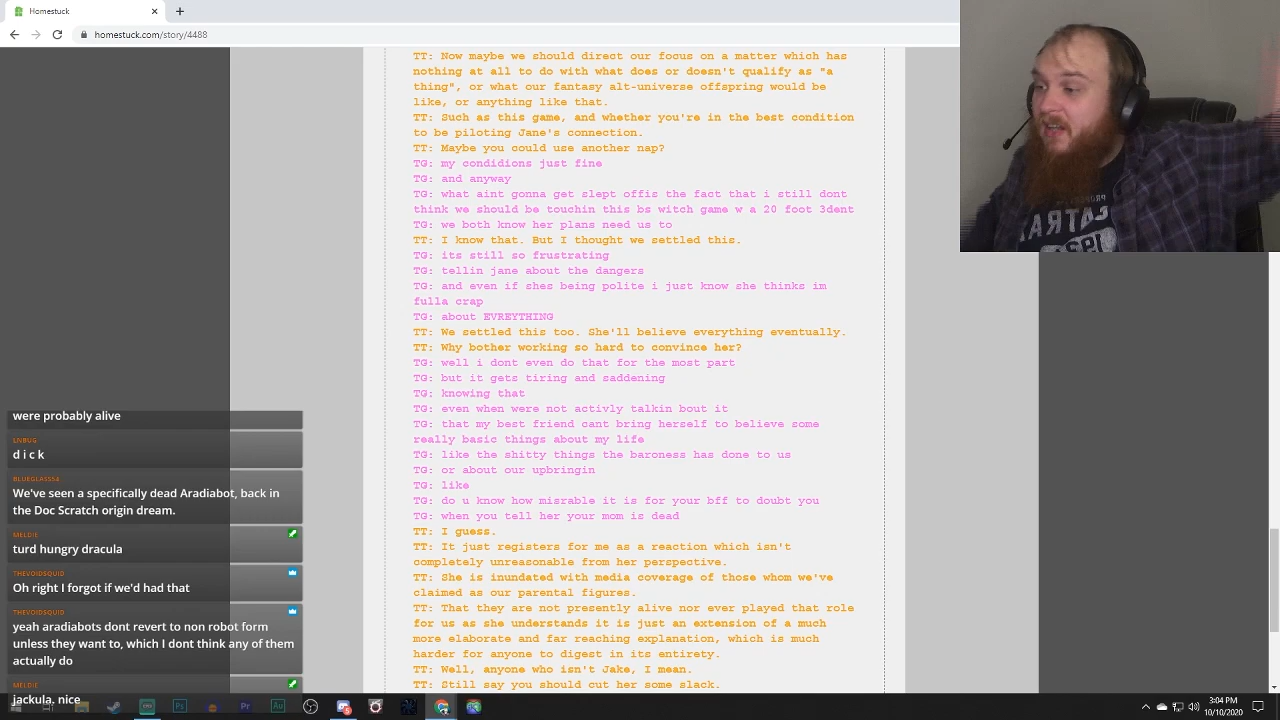 Homestuck
homestuck.com/story/4488
TT: Now maybe we should direct our focus on a matter which has
nothing at all to do with what does or doesn't qualify as "a
thing", or what our fantasy alt-universe offspring would be
like, or anything like that.
TT: Such as this game, and whether you're in the best condition
to be piloting Jane's connection.
TT: Maybe you could use another nap?
TG: my condidions just fine
TG: and anyway
TG: what aint gonna get slept offis the fact that i still dont
think we should be touchin this bs witch game w a 20 foot 3dent
TG: we both know her plans need us to
TT: I know that. But I thought we settled this.
TG: its still so frustrating
TG: tellin jane about the dangers
TG: and even if shes being polite i just know she thinks im
fulla crap
TG: about EVREYTHING
TT: We settled this too. She'll believe everything eventually.
TT: Why bother working so hard to convince her?
TG: well i dont even do that for the most part
TG: but it gets tiring and saddening
TG: knowing that
TG: even when were not activly talkin bout it
TG: that my best friend cant bring herself to believe some
really basic things about my life
TG: like the shitty things the baroness has done to us
TG: or about our upbringin
TG: like
TG: do u know how misrable it is for your bff to doubt you
TG: when you tell her your mom is dead
TT: I guess.
TT: It just registers for me as a reaction which isn't
completely unreasonable from her perspective.
TT: She is inundated with media coverage of those whom we've
claimed as our parental figures.
TT: That they are not presently alive nor ever played that role
for us as she understands it is just an extension of a much
more elaborate and far reaching explanation, which is much
harder for anyone to digest in its entirety.
TT: Well, anyone who isn't Jake, I mean.
TT: Still say you should cut her some slack.
were probably alive
LNBUG
d i c k
BLUEGLASS54
We've seen a specifically dead Aradiabot, back in
the Doc Scratch origin dream.
MELDIE
turd hungry dracula
THEVOIDSQUID
Oh right I forgot if we'd had that
THEVOIDSQUID
yeah aradiabots dont revert to non robot form
unless they want to, which I dont think any of them
actually do
MELDIE
jackula, nice
3:04 PM
10/10/2020